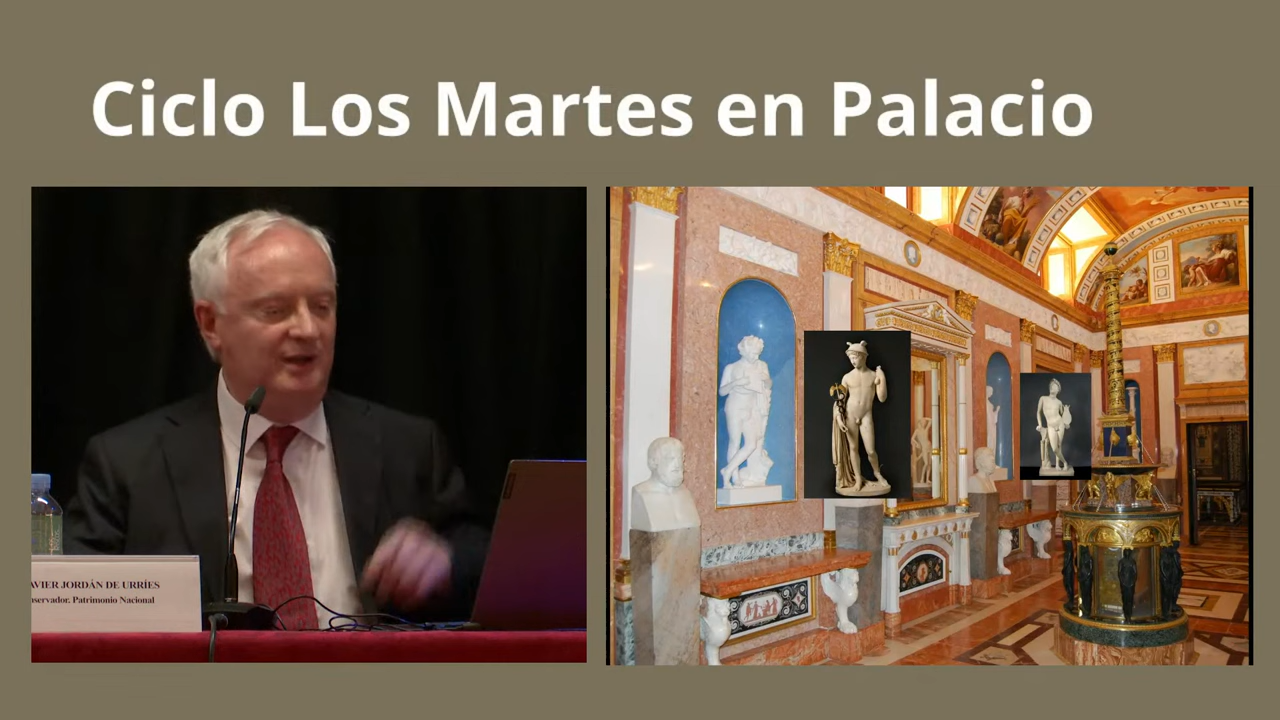 Ciclo Los Martes en Palacio
AVIER JORDÁN DE URRÍES
nservador. Patrimonio Nacional